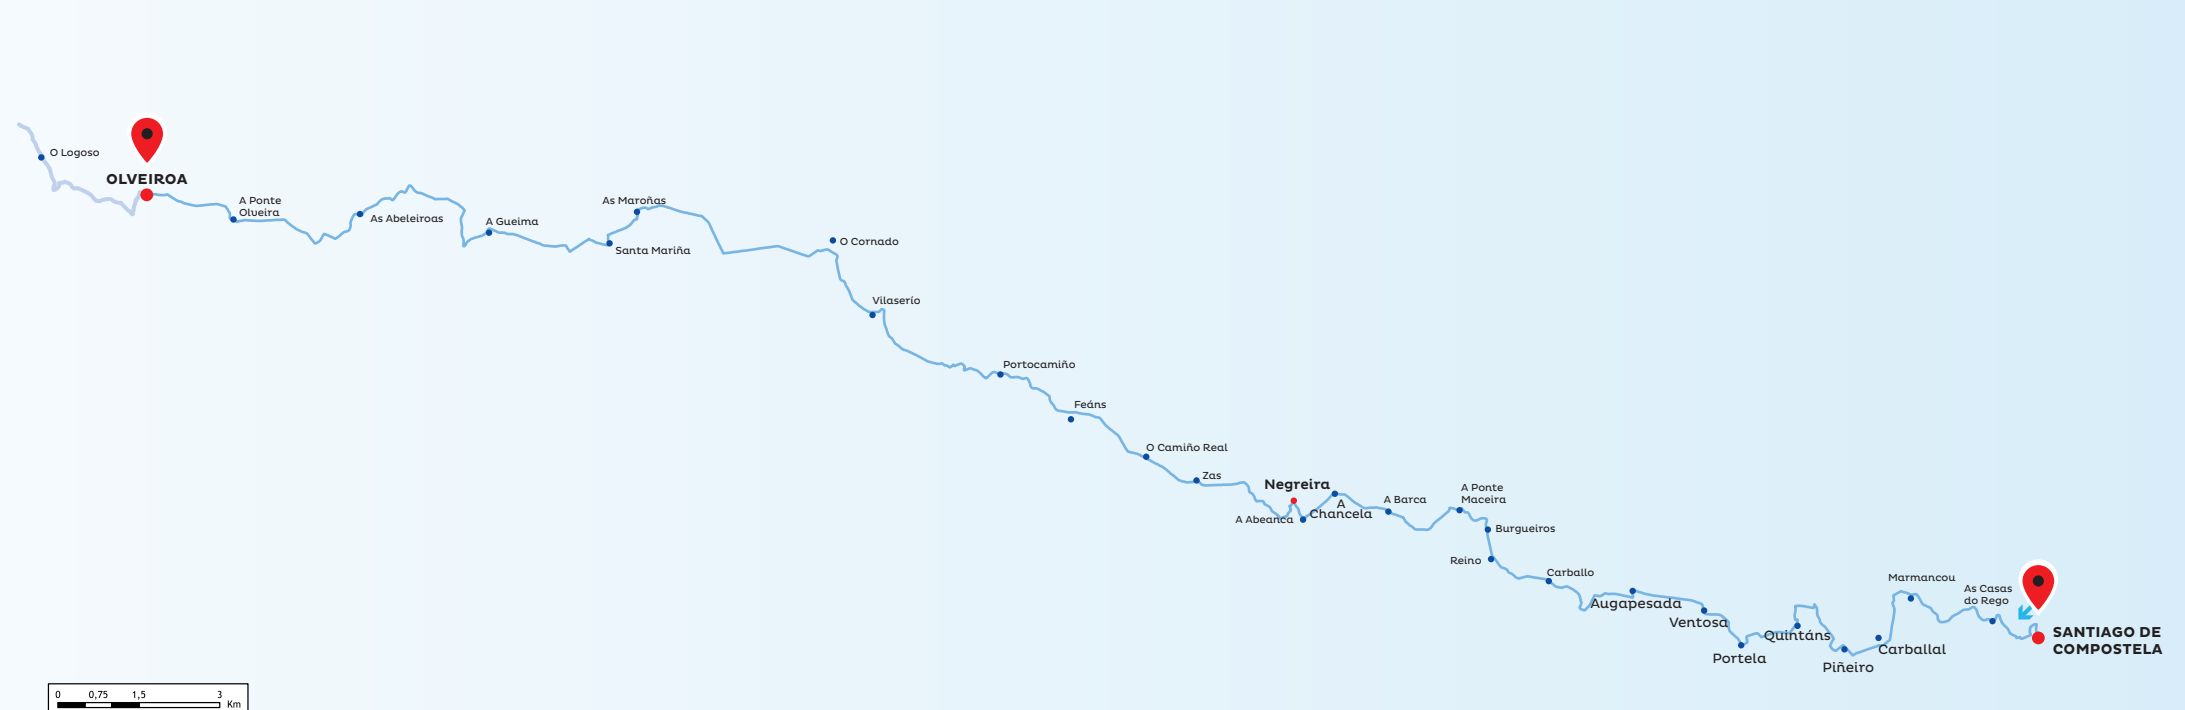 O Logoso
OLVEIROA
A Ponte
Olveira
As Abeleiroas
A Gueima
As Maroñas
Santa Mariña
O Cornado
Vilaserío
Portocamiño
Feáns
O Camiño Real
Zas
Negreira
A Abeanca
A
Chancela
A Barca
A Ponte
Maceira
Burgueiros
Reino
Carballo
Augapesada
Ventosa
Portela
Quintáns
Piñeiro
Carballal
Marmancou
As Casas
do Rego
SANTIAGO DE
COMPOSTELA
0 0,75 1,5 3
Km